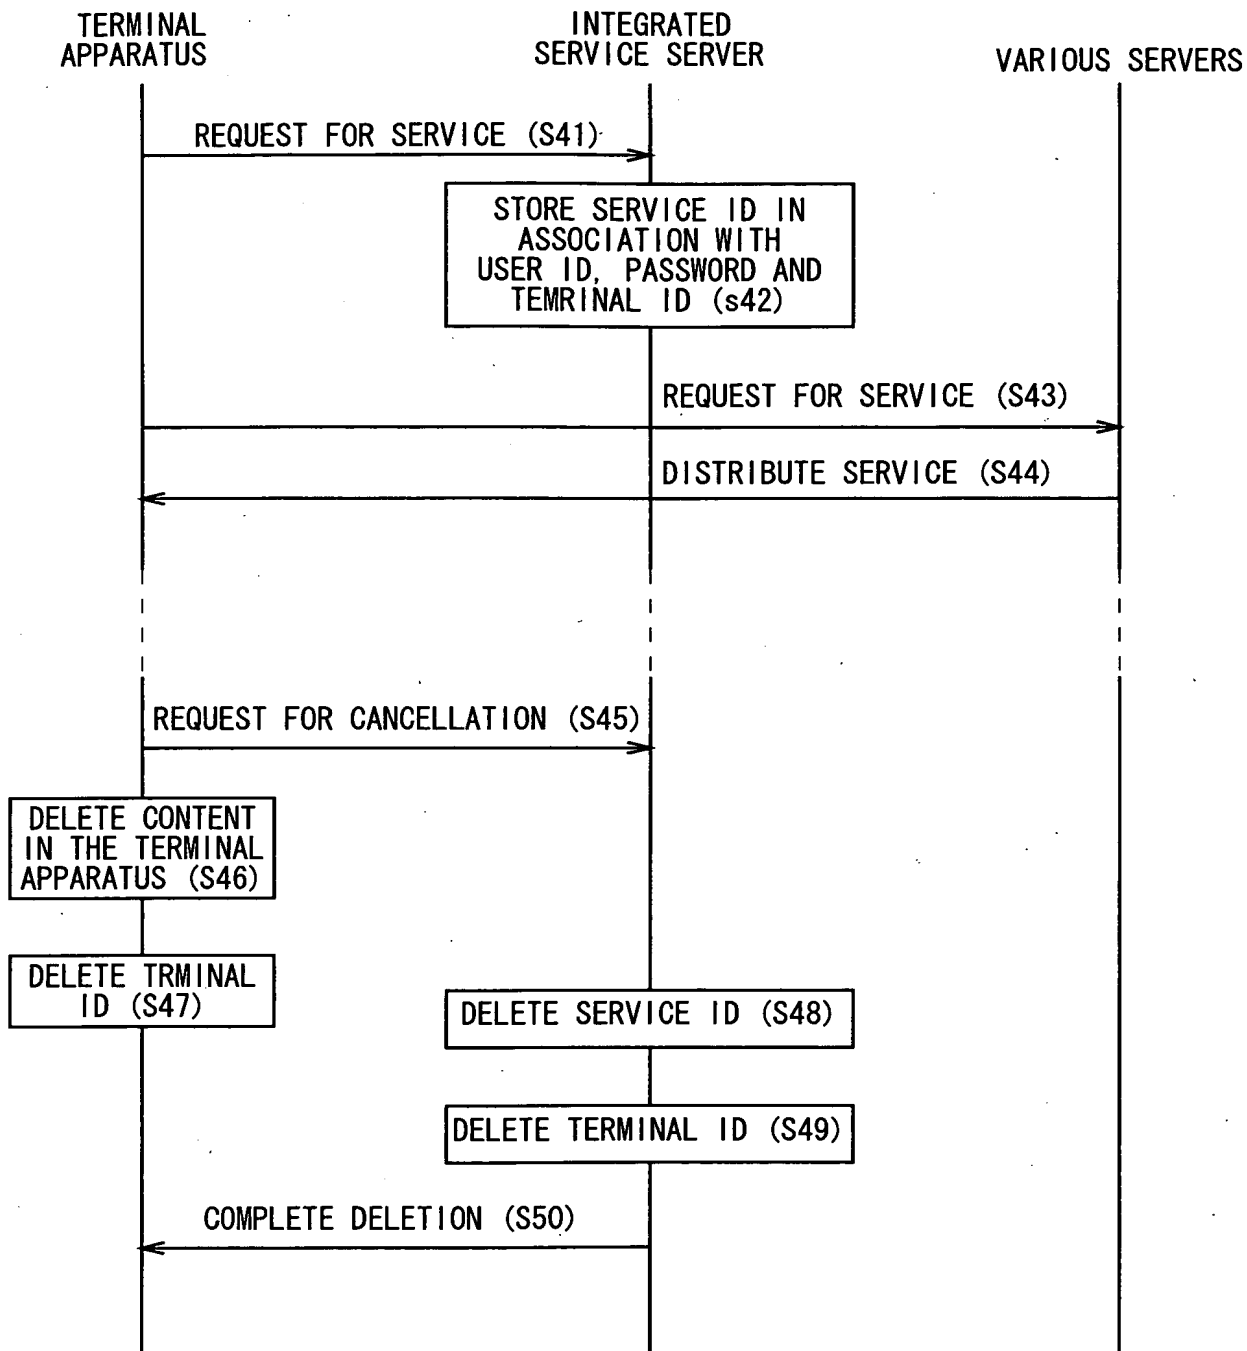 TERMINAL
APPARATUS
INTEGRATED
SERVICE SERVER
VARIOUS SERVERS
REQUEST FOR SERVICE (S41)
STORE SERVICE ID IN
ASSOCIATION WITH
USER ID, PASSWORD AND
TEMRINAL ID (s42)
REQUEST FOR SERVICE (S43)
DISTRIBUTE SERVICE (S44)
REQUEST FOR CANCELLATION (S45)
DELETE CONTENT
IN THE TERMINAL
APPARATUS (S46)
DELETE TRMINAL
ID (S47)
DELETE SERVICE ID (S48)
DELETE TERMINAL ID (S49)
COMPLETE DELETION (S50)